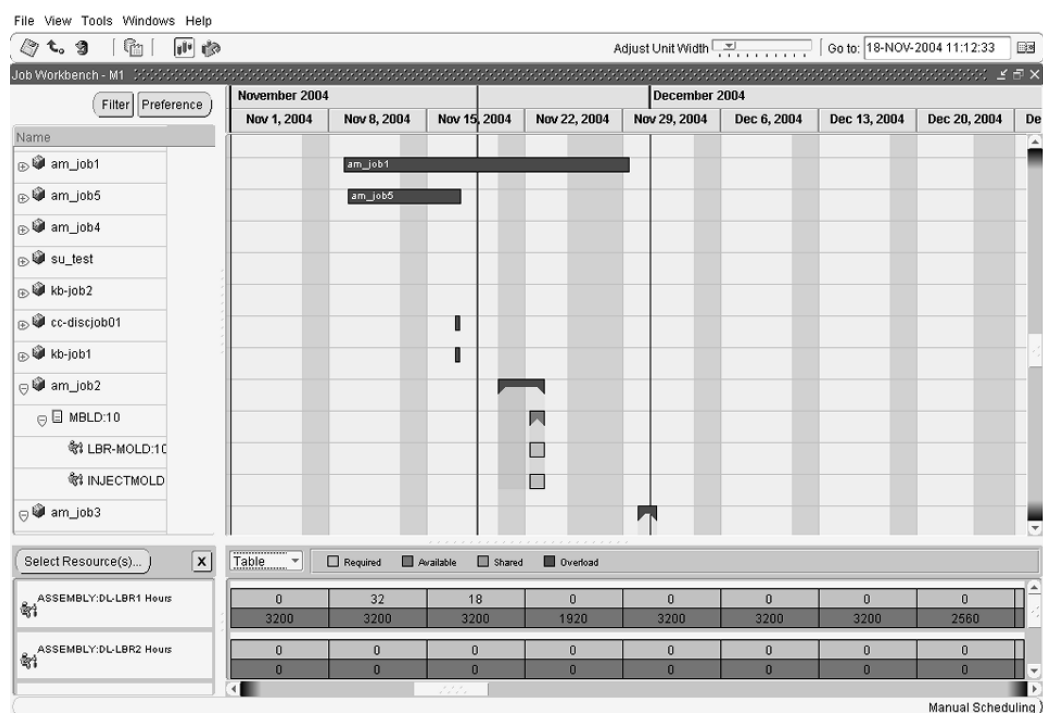 File View Tools Windows Help
Adjust Unit Width Go to: 18-NOV-2004 11:12:33
Job Workbench - M1
Filter Preference November 2004 December 2004
Nov 1, 2004 Nov 8, 2004 Nov 15, 2004 Nov 22, 2004 Nov 29, 2004 Dec 6, 2004 Dec 13, 2004 Dec 20, 2004 De
Name
am_job1 am_job1
am_job5 am_job5
am_job4
su_test
kb-job2
cc-discjob01
kb-job1
am_job2
MBLD:10
LBR-MOLD:10
INJECTMOLD
am_job3
Select Resource(s)... X Table Required Available Shared Overload
ASSEMBLY:DL-LBR1 Hours 0 32 18 0 0 0 0 0
3200 3200 3200 1920 3200 3200 3200 2560
ASSEMBLY:DL-LBR2 Hours 0 0 0 0 0 0 0 0
0 0 0 0 0 0 0 0
Manual Scheduling